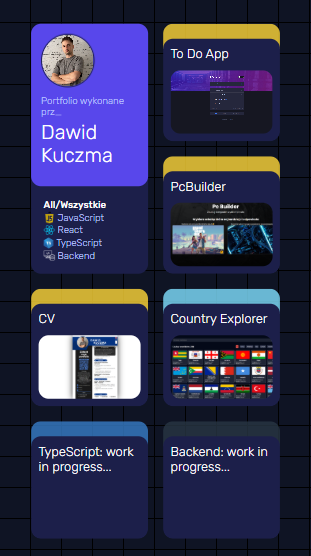 Portfolio wykonane
prz_
Dawid
Kuczma
All/Wszystkie
JavaScript
React
TypeScript
Backend
To Do App
PcBuilder
Pc Builder
CV
Country Explorer
TypeScript: work
in progress...
Backend: work in
progress...